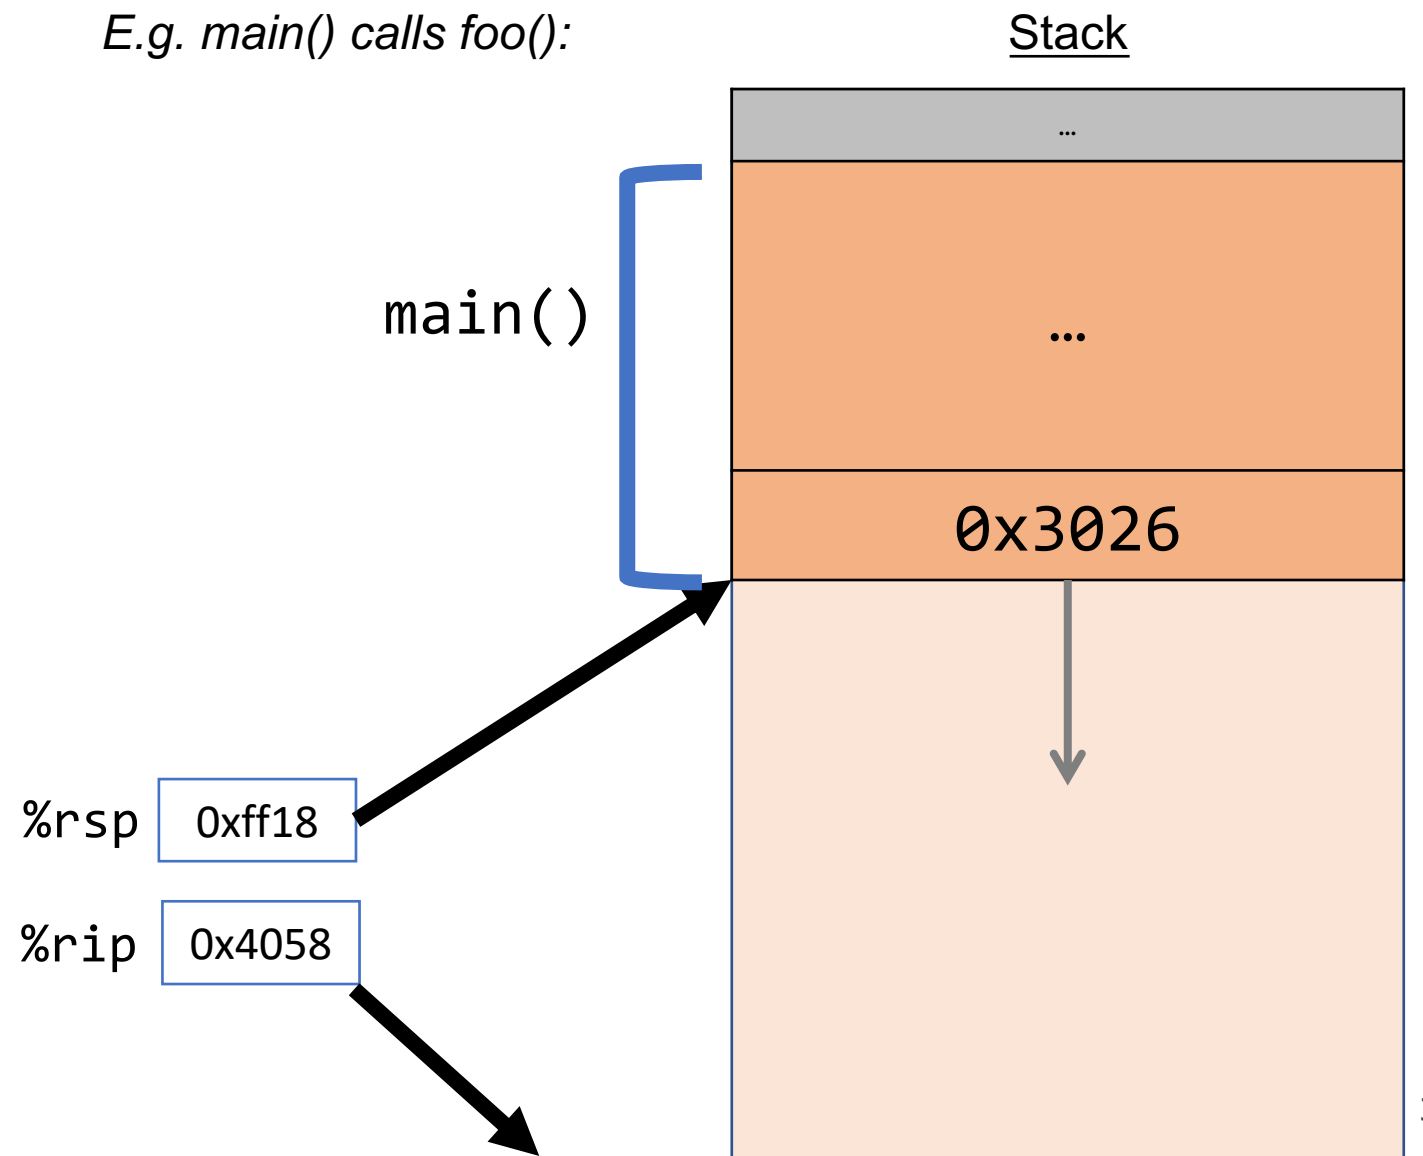 E.g. main() calls foo():
Stack
...
main()
...
0x3026
%rsp 0xff18
%rip 0x4058